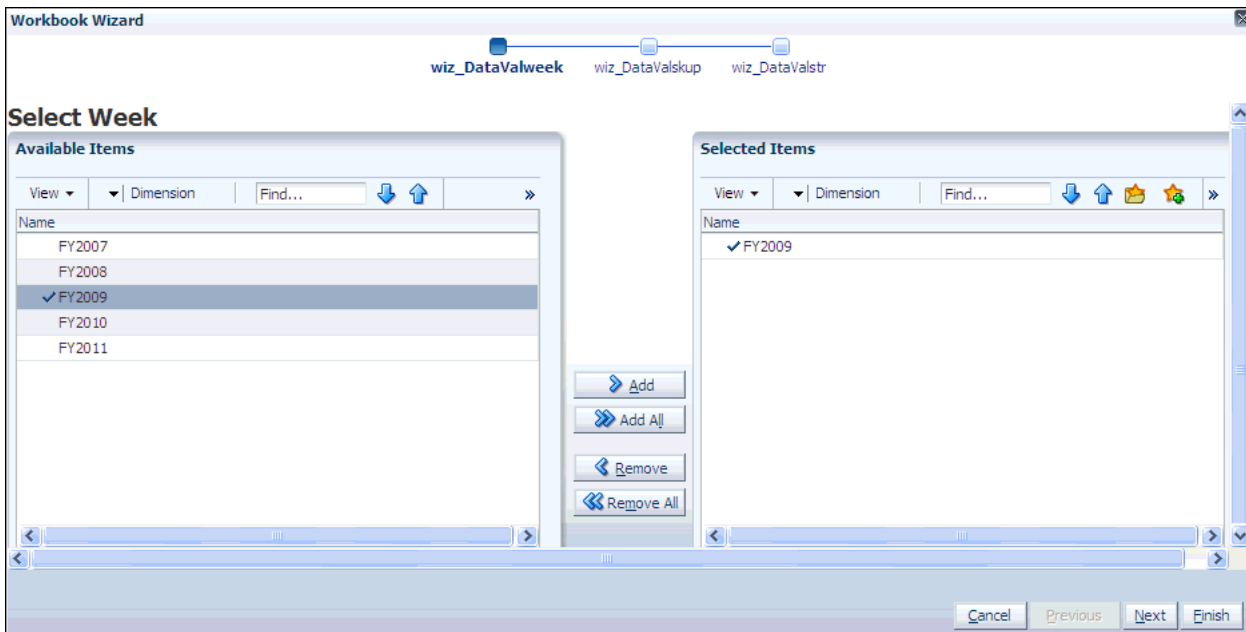 Workbook Wizard
wiz_DataValweek wiz_DataValskup wiz_DataValstr
Select Week
Available Items
View Dimension Find...
Name
FY2007
FY2008
FY2009
FY2010
FY2011
Add
Add All
Remove
Remove All
Selected Items
View Dimension Find...
Name
FY2009
Cancel Previous Next Finish